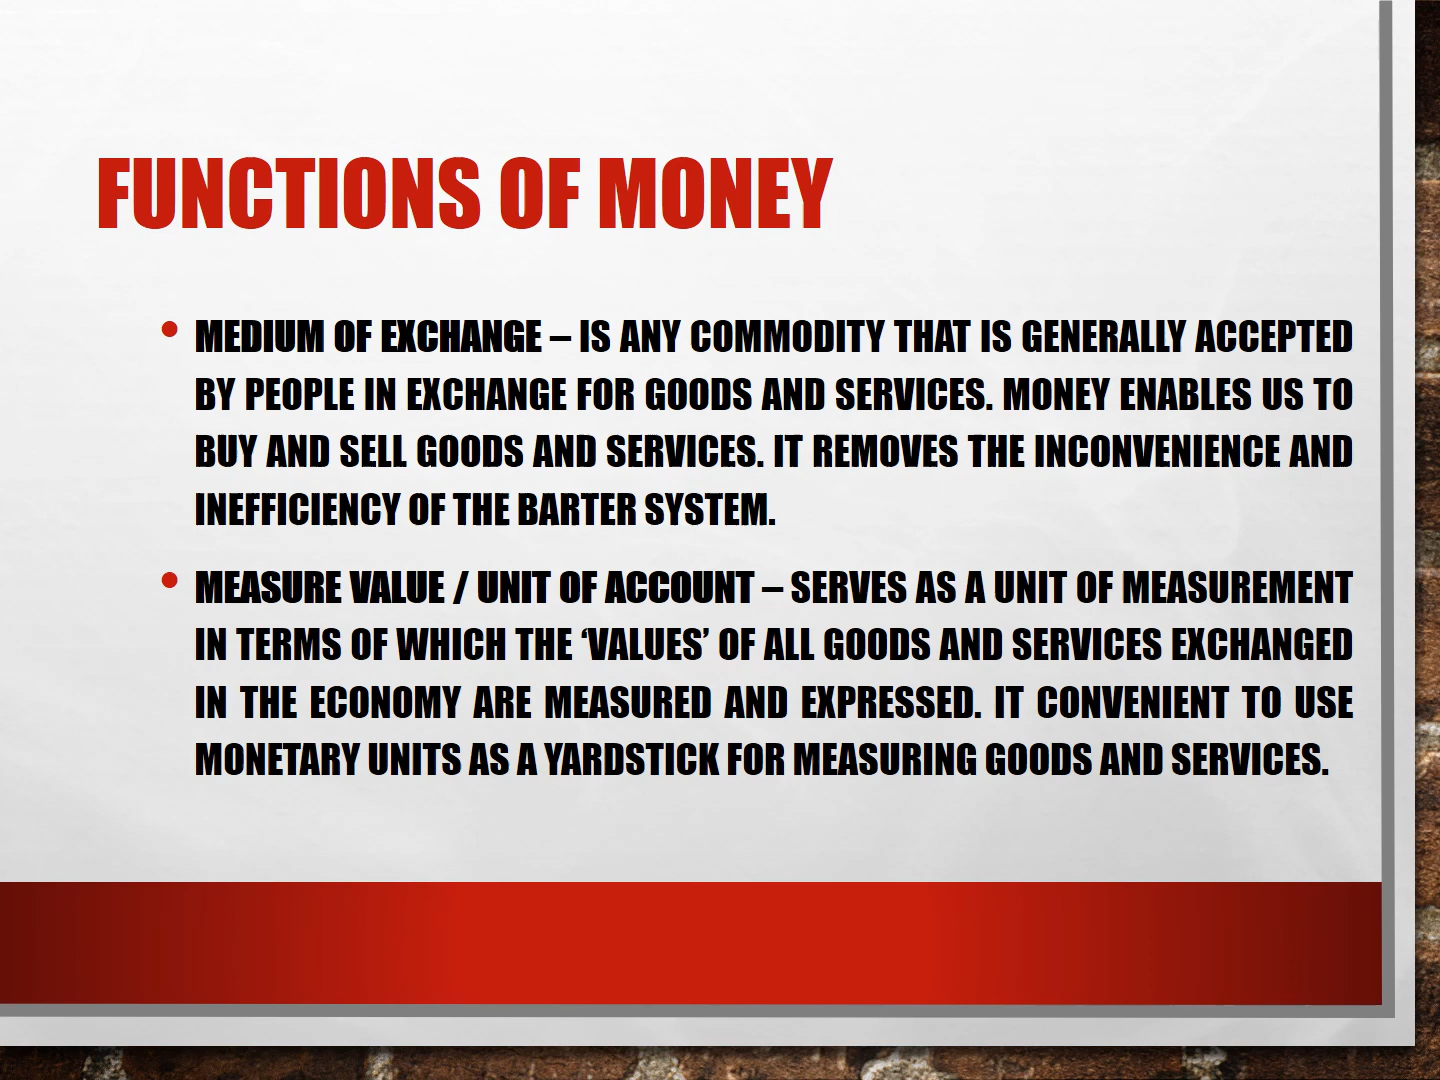 FUNCTIONS OF MONEY
• MEDIUM OF EXCHANGE – IS ANY COMMODITY THAT IS GENERALLY ACCEPTED
BY PEOPLE IN EXCHANGE FOR GOODS AND SERVICES. MONEY ENABLES US TO
BUY AND SELL GOODS AND SERVICES. IT REMOVES THE INCONVENIENCE AND
INEFFICIENCY OF THE BARTER SYSTEM.
• MEASURE VALUE / UNIT OF ACCOUNT – SERVES AS A UNIT OF MEASUREMENT
IN TERMS OF WHICH THE ‘VALUES’ OF ALL GOODS AND SERVICES EXCHANGED
IN THE ECONOMY ARE MEASURED AND EXPRESSED. IT CONVENIENT TO USE
MONETARY UNITS AS A YARDSTICK FOR MEASURING GOODS AND SERVICES.